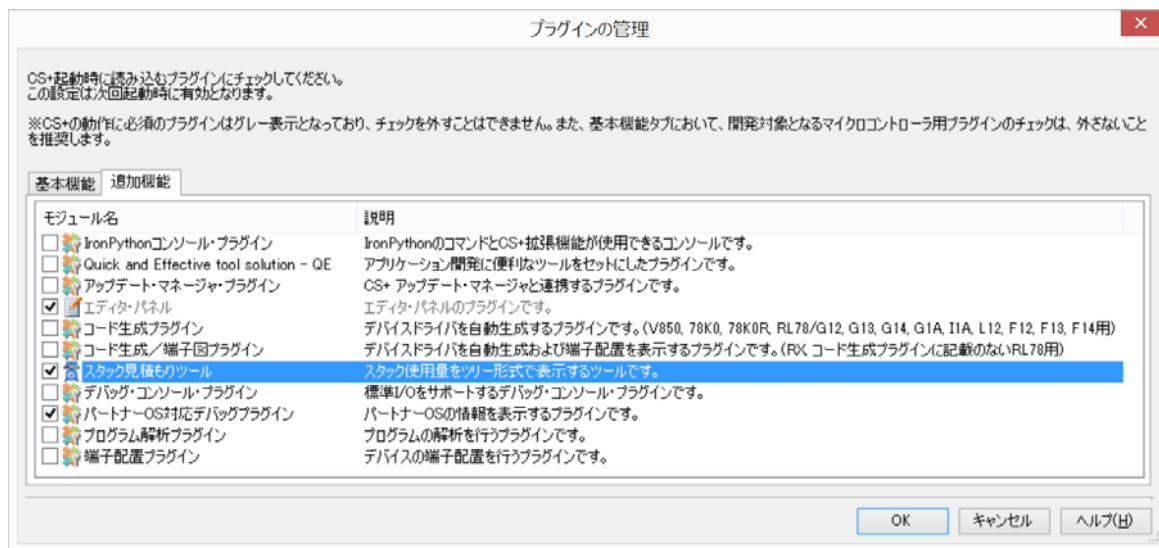 プラグインの管理
CS+起動時に読み込むプラグインにチェックしてください。
この設定は次回起動時に有効となります。
※CS+の動作に必須のプラグインはグレー表示となっており、チェックを外すことはできません。また、基本機能タブにおいて、開発対象となるマイクロコントローラ用プラグインのチェックは、外さないこと
を推奨します。
基本機能 追加機能
モジュール名 説明
IronPythonコンソール・プラグイン IronPythonのコマンドとCS+拡張機能が使用できるコンソールです。
Quick and Effective tool solution - QE アプリケーション開発に便利なツールをセットにしたプラグインです。
アップデート・マネージャ・プラグイン CS+ アップデート・マネージャと連携するプラグインです。
エディタ・パネル エディタ・パネルのプラグインです。
コード生成プラグイン デバイスドライバを自動生成するプラグインです。(V850, 78K0, 78K0R, RL78/G12, G13, G14, G1A, I1A, L12, F12, F13, F14用)
コード生成／端子図プラグイン デバイスドライバを自動生成および端子配置を表示するプラグインです。(RX, コード生成プラグインに記載のないRL78用)
スタック見積もりツール スタック使用量をツリー形式で表示するツールです。
デバッグ・コンソール・プラグイン 標準I/Oをサポートするデバッグ・コンソール・プラグインです。
パートナーOS対応デバッグプラグイン パートナーOSの情報を表示するプラグインです。
プログラム解析プラグイン プログラムの解析を行うプラグインです。
端子配置プラグイン デバイスの端子配置を行うプラグインです。
OK キャンセル ヘルプ(H)